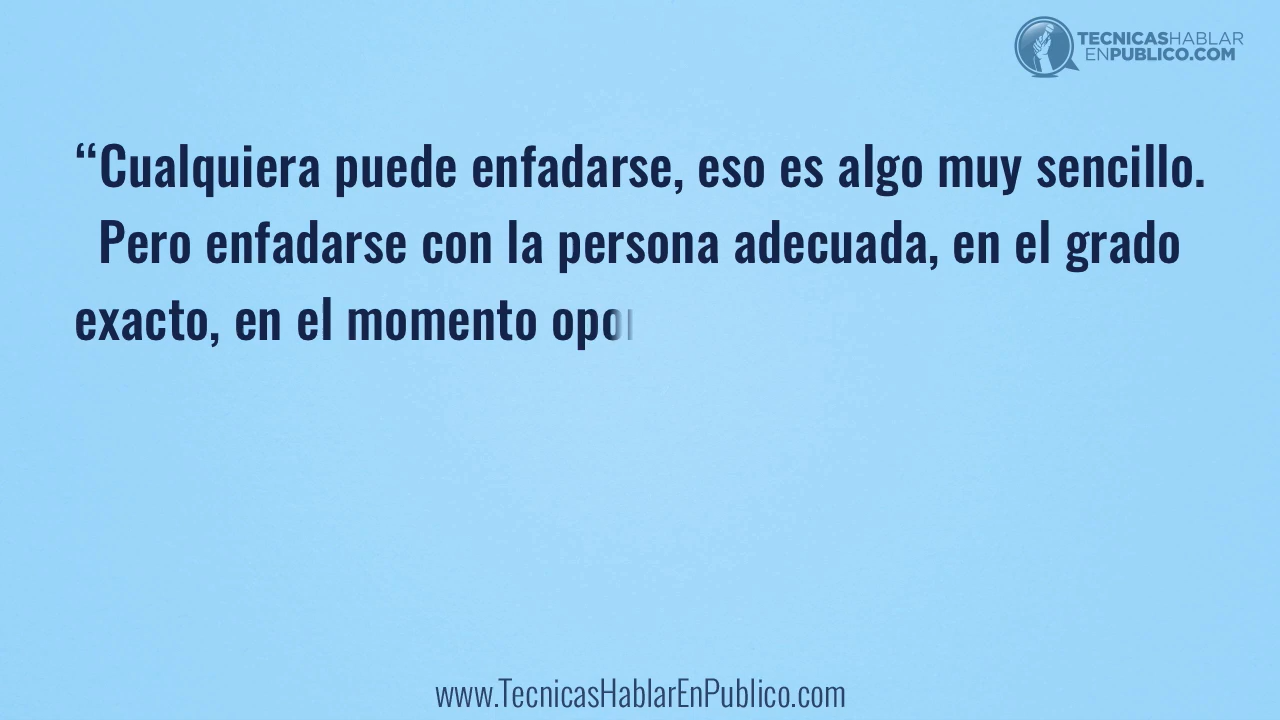 TECNICASHABLAR
ENPUBLICO.COM
“Cualquiera puede enfadarse, eso es algo muy sencillo.
Pero enfadarse con la persona adecuada, en el grado
exacto, en el momento
www.TecnicasHablarEnPublico.com